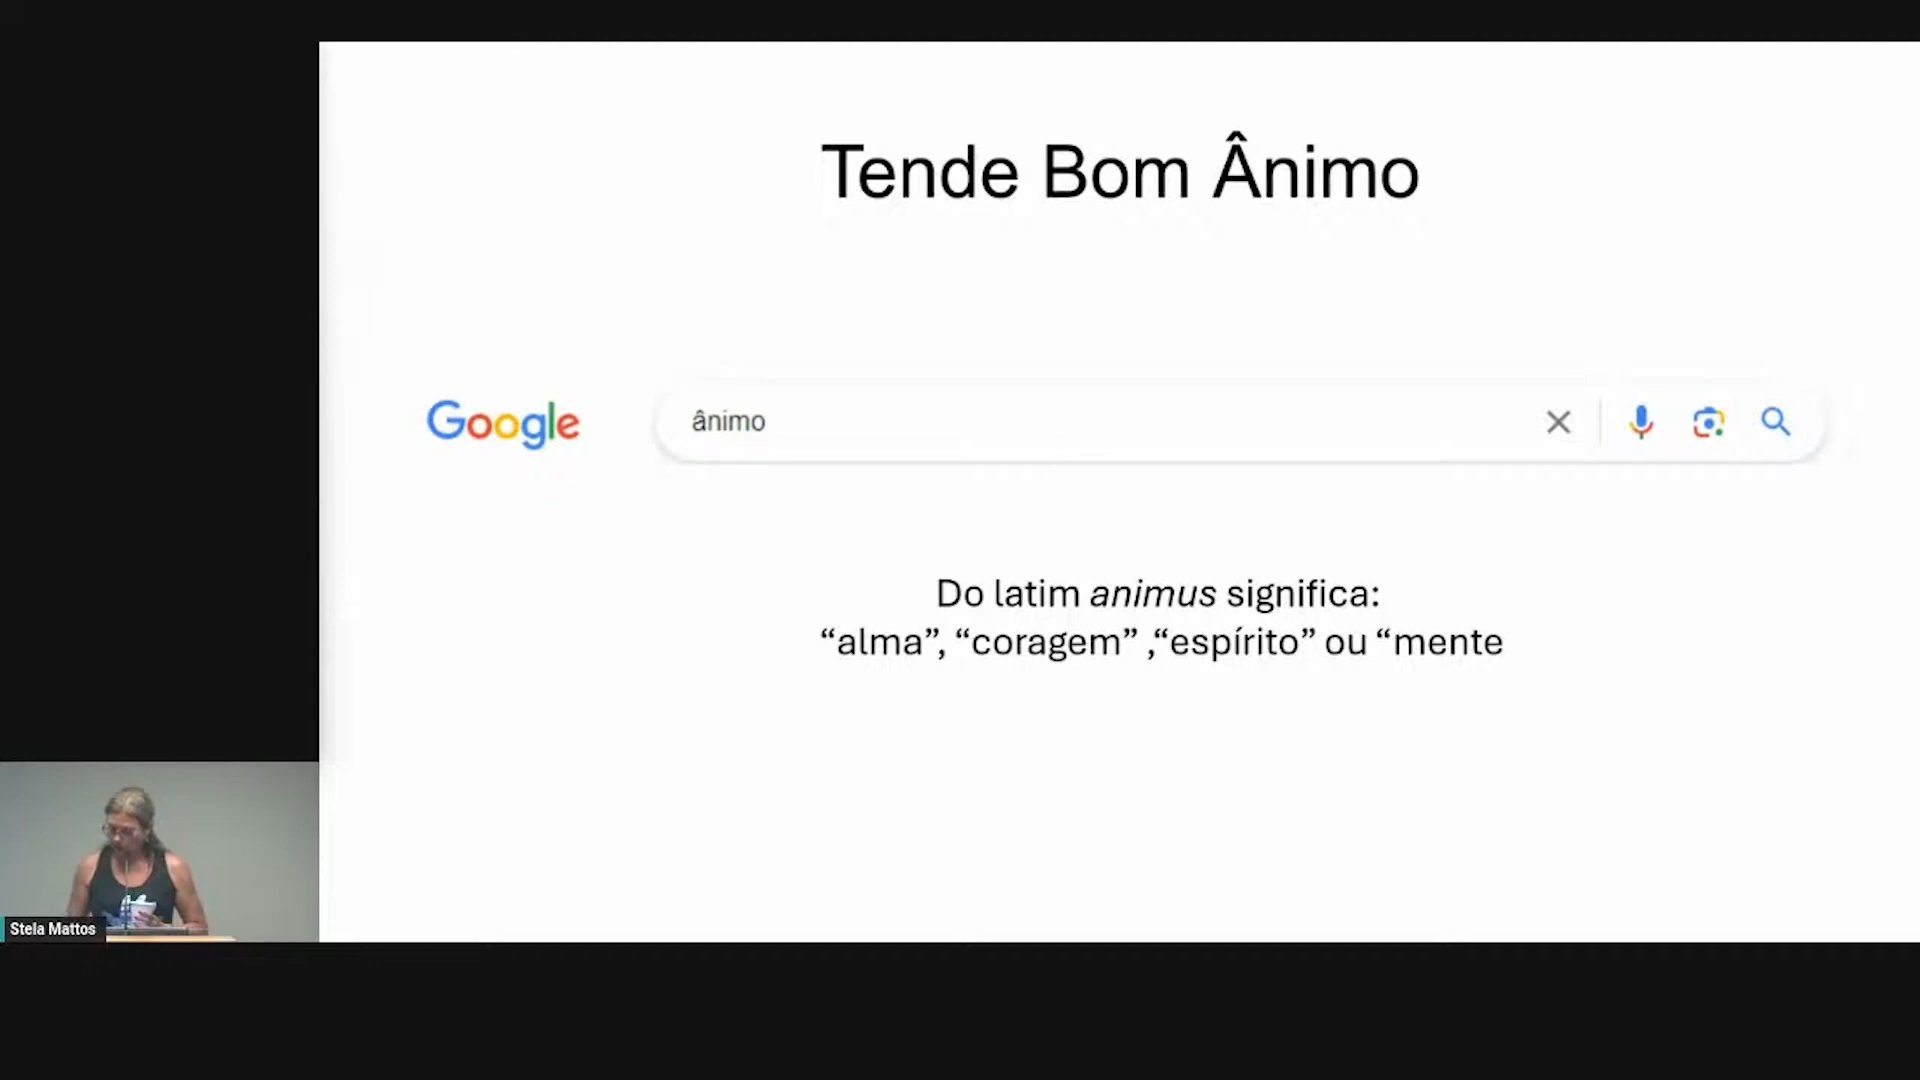 Tende Bom Ânimo
Google
ânimo
Do latim animus significa:
“alma”, “coragem” ,“espírito” ou “mente
Stela Mattos